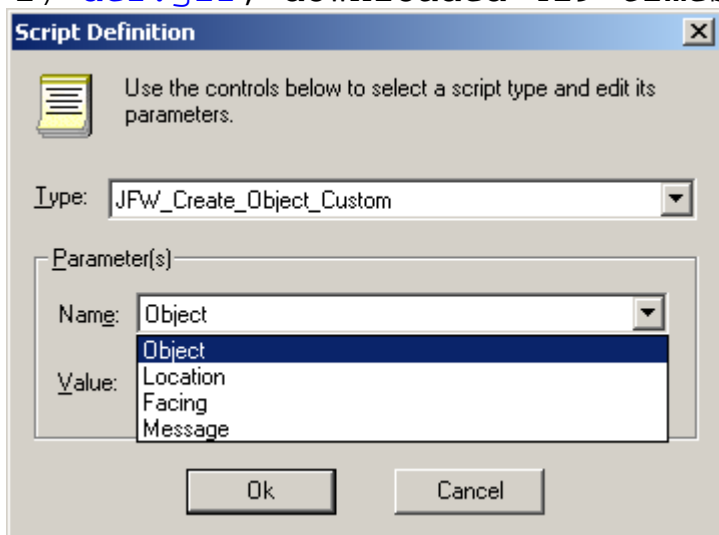 Script Definition
Use the controls below to select a script type and edit its
parameters.
Type: JFW_Create_Object_Custom
Parameter(s)
Name: Object
Object
Value: Location
Facing
Message
Ok Cancel